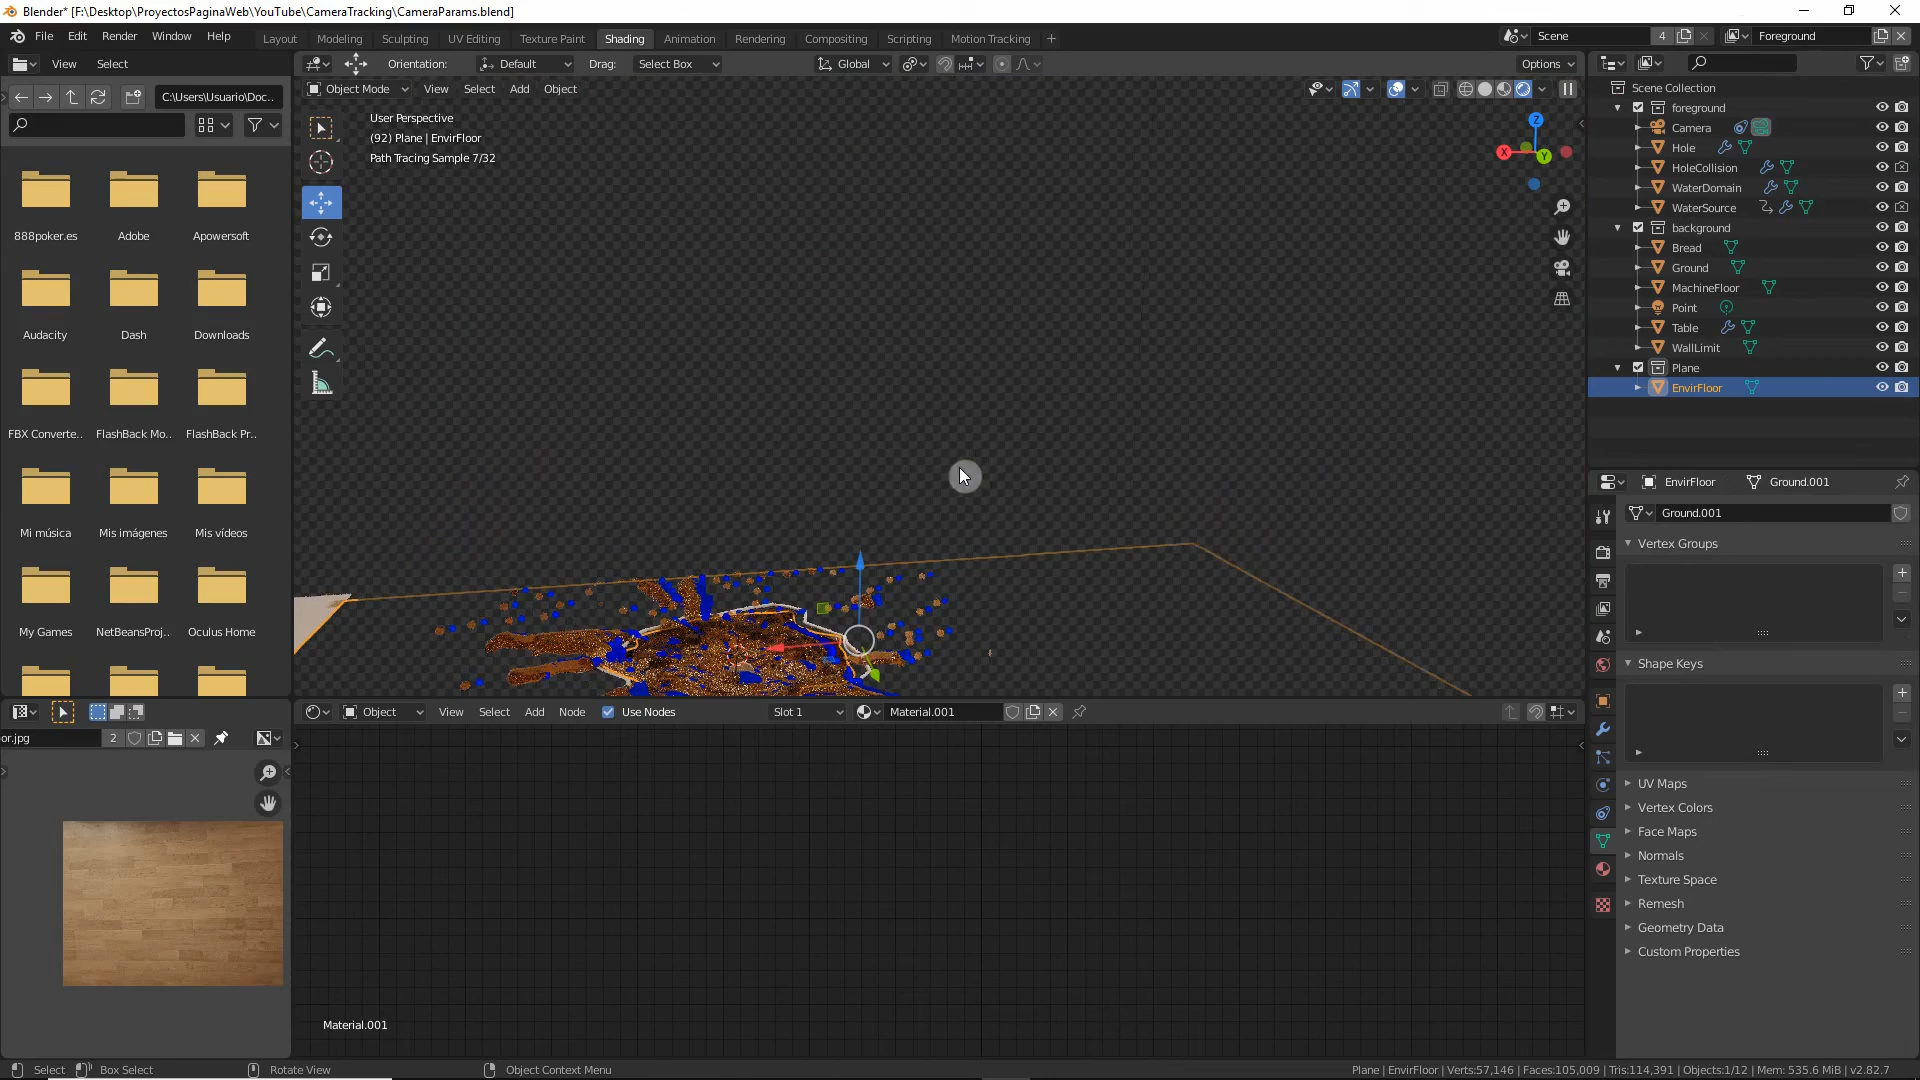 Blender* [F:\Desktop\ProyectosPaginaWeb\YouTube\CameraTracking\CameraParams.blend]
File Edit Render Window Help Layout Modeling Sculpting UV Editing Texture Paint Shading Animation Rendering Compositing Scripting Motion Tracking + Scene 4 Foreground
View Select Orientation: Default Drag: Select Box Global Options
C:\Users\Usuario\Doc.. Object Mode View Select Add Object Scene Collection
foreground
User Perspective
(92) Plane | EnvirFloor
Path Tracing Sample 7/32
Z
X
Y
Camera
Hole
HoleCollision
WaterDomain
WaterSource
background
Bread
Ground
MachineFloor
Point
Table
WallLimit
Plane
EnvirFloor
888poker.es Adobe Apowersoft
Audacity Dash Downloads
FBX Converte.. FlashBack Mo.. FlashBack Pr..
Mi música Mis imágenes Mis vídeos
My Games NetBeansProj.. Oculus Home
EnvirFloor Ground.001
Ground.001
Vertex Groups
Shape Keys
UV Maps
Vertex Colors
Face Maps
Normals
Texture Space
Remesh
Geometry Data
Custom Properties
Object View Select Add Node Use Nodes Slot 1 Material.001
or.jpg 2
Material.001
Select Box Select Rotate View Object Context Menu Plane | EnvirFloor | Verts:57,146 | Faces:105,009 | Tris:114,391 | Objects:1/12 | Mem: 535.6 MiB | v2.82.7